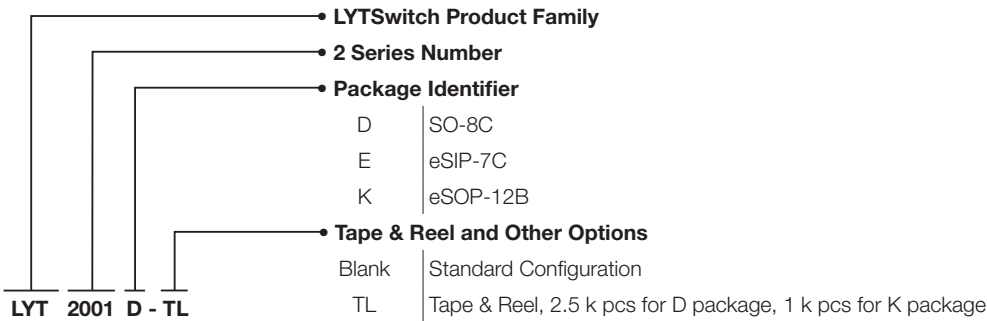 LYTSwitch Product Family
2 Series Number
Package Identifier
D SO-8C
E eSIP-7C
K eSOP-12B
Tape & Reel and Other Options
Blank Standard Configuration
TL Tape & Reel, 2.5 k pcs for D package, 1 k pcs for K package
LYT 2001 D - TL